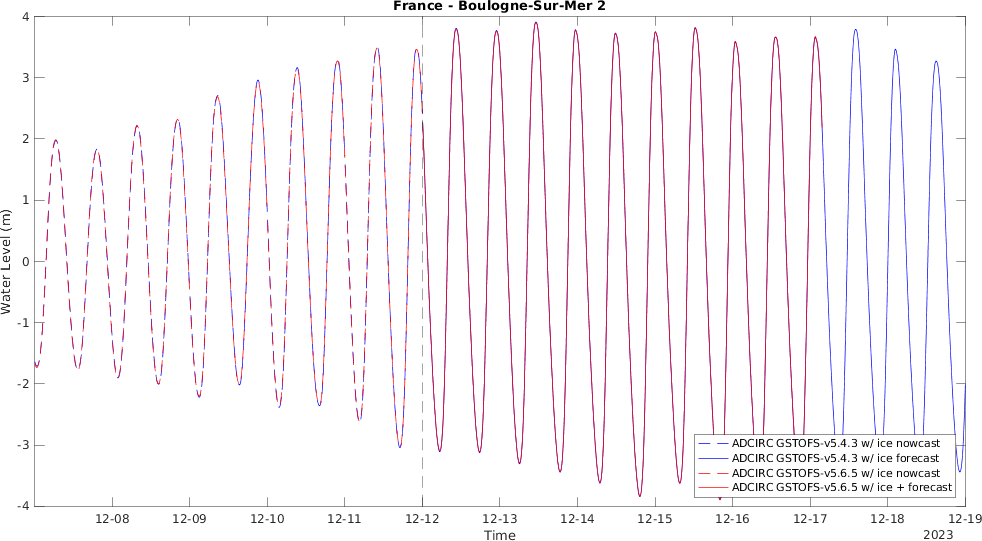 France - Boulogne-Sur-Mer 2
4
3
2
1
0
-1
-2
-3
-4
Water Level (m)
ADCIRC GSTOFS-v5.4.3 w/ ice nowcast
ADCIRC GSTOFS-v5.4.3 w/ ice forecast
ADCIRC GSTOFS-v5.6.5 w/ ice nowcast
ADCIRC GSTOFS-v5.6.5 w/ ice + forecast
12-08 12-09 12-10 12-11 12-12 12-13 12-14 12-15 12-16 12-17 12-18 12-19
Time
2023